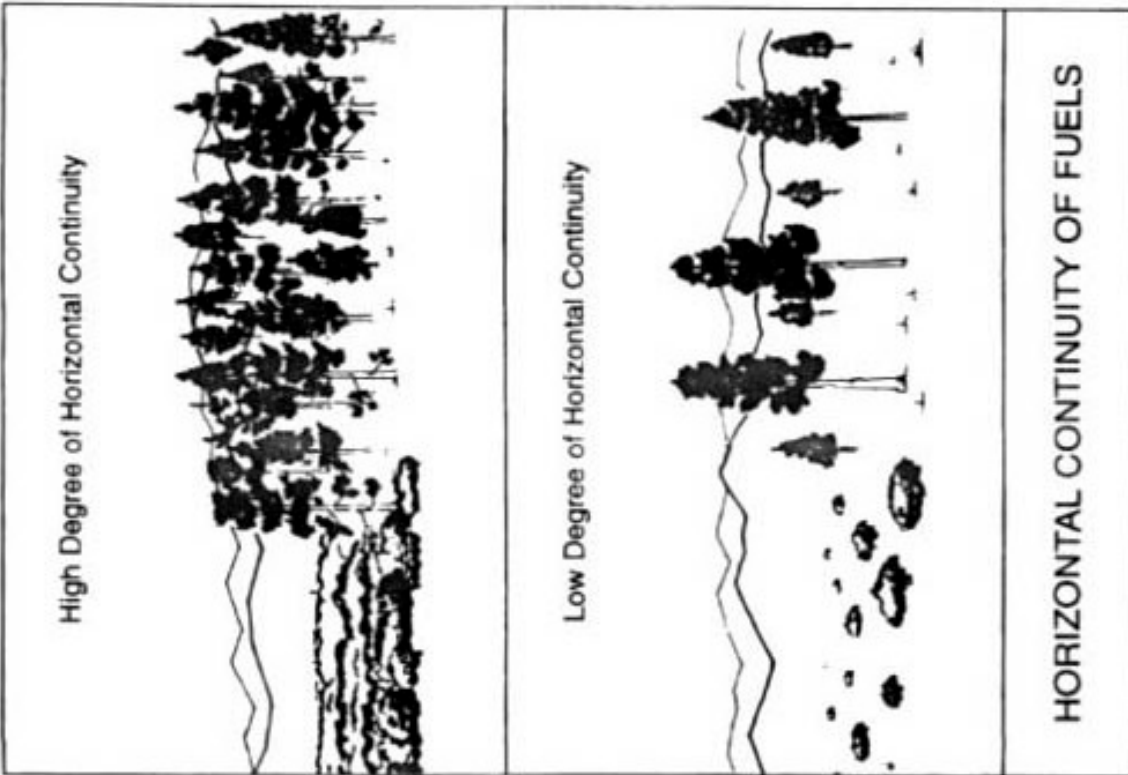 High Degree of Horizontal Continuity
Low Degree of Horizontal Continuity
HORIZONTAL CONTINUITY OF FUELS